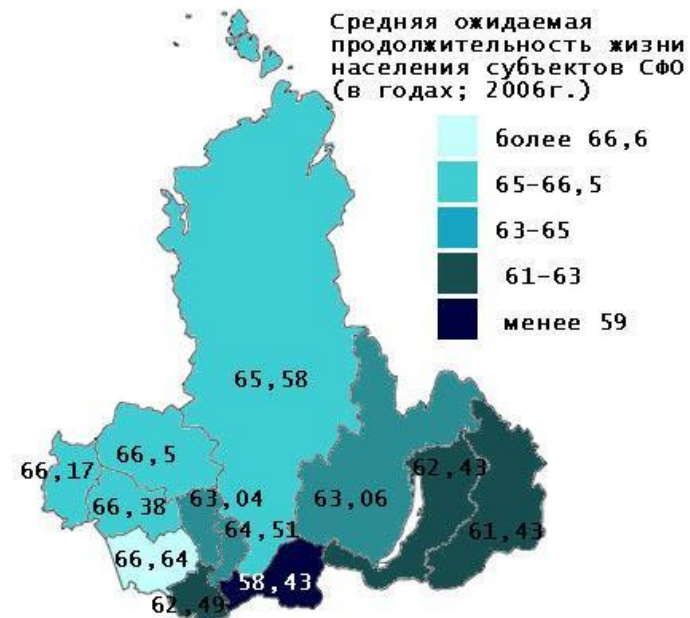 Средняя ожидаемая
продолжительность жизни
населения субъектов СФО
(в годах; 2006г.)
более 66,6
65-66,5
63-65
61-63
менее 59
65,58
66,5
66,17
62,43
66,38
63,04
63,06
64,51
61,43
66,64
58,43
62,49